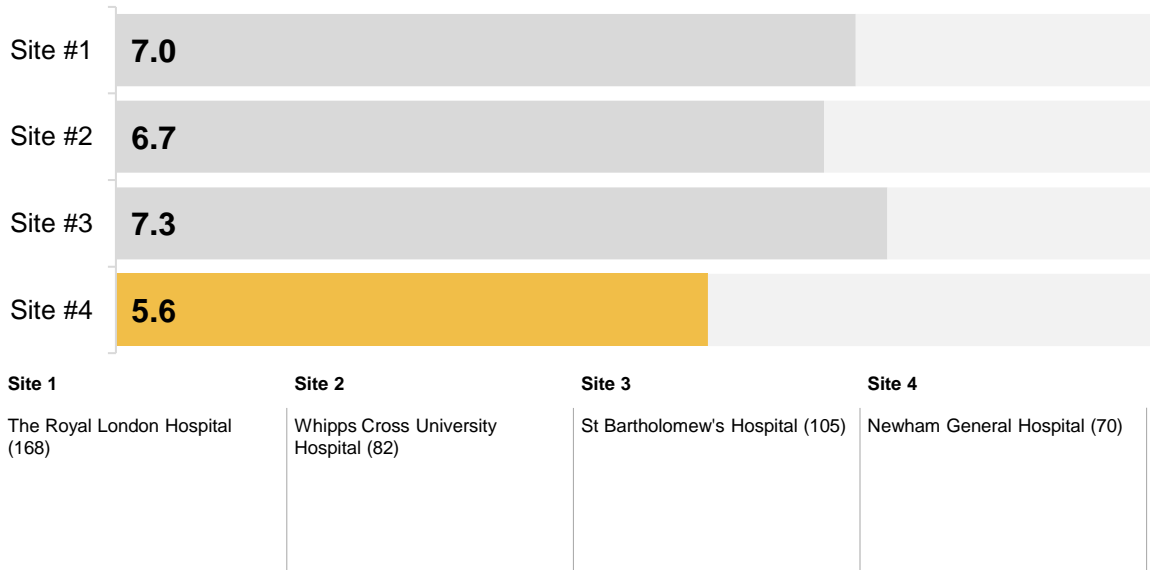 Site #1 7.0
Site #2 6.7
Site #3 7.3
Site #4 5.6
Site 1
The Royal London Hospital
(168)
Site 2
Whipps Cross University
Hospital (82)
Site 3
St Bartholomew's Hospital (105)
Site 4
Newham General Hospital (70)